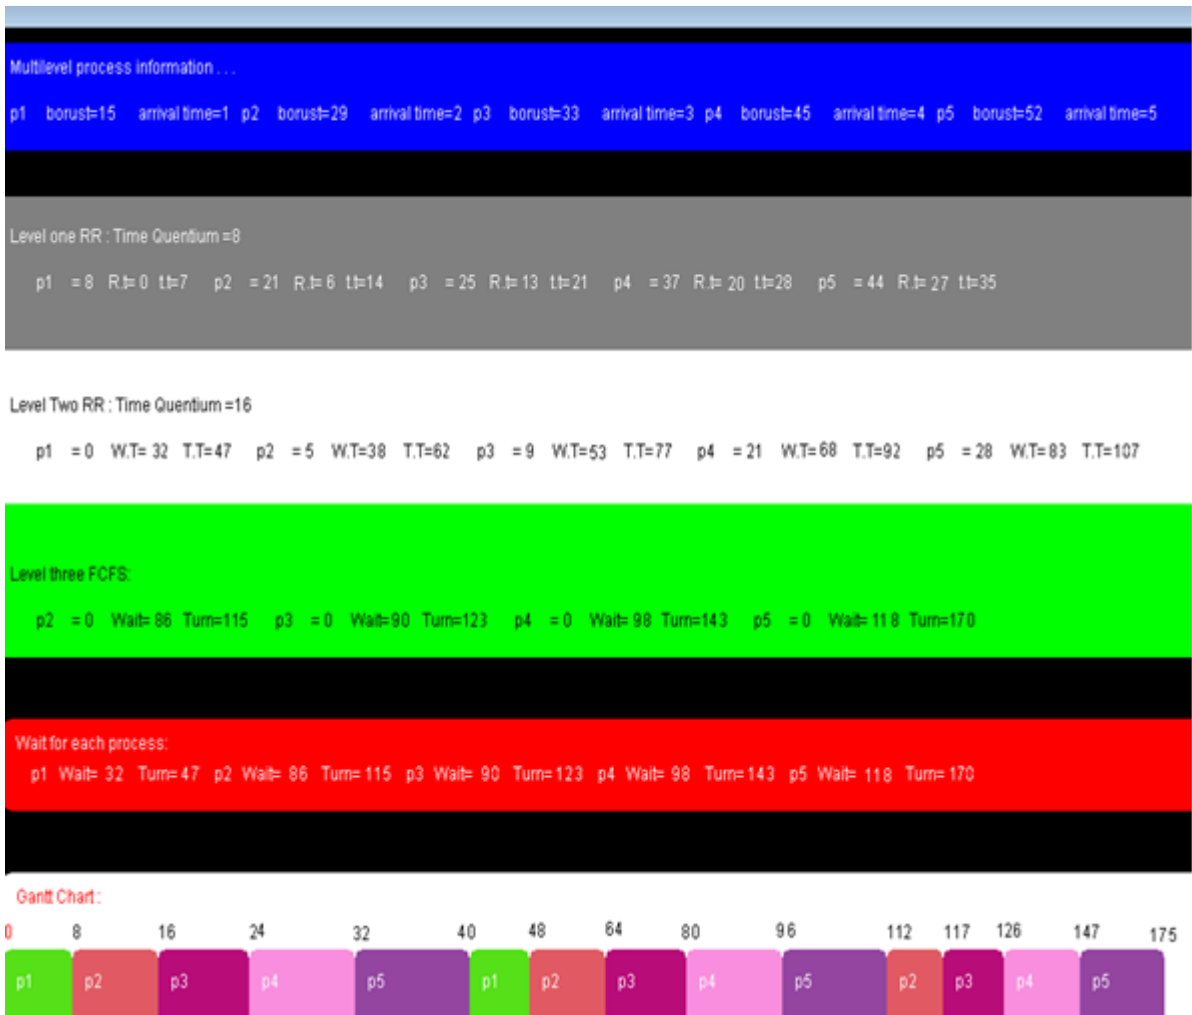 Multilevel process information . . .
p1 borust=15 arrival time=1 p2 borust=29 arrival time=2 p3 borust=33 arrival time=3 p4 borust=45 arrival time=4 p5 borust=52 arrival time=5
Level one RR : Time Quentium =8
p1 = 8 R.t= 0 t.t=7 p2 = 21 R.t= 6 t.t=14 p3 = 25 R.t= 13 t.t=21 p4 = 37 R.t= 20 t.t=28 p5 = 44 R.t= 27 t.t=35
Level Two RR : Time Quentium =16
p1 = 0 W.T= 32 T.T=47 p2 = 5 W.T=38 T.T=62 p3 = 9 W.T=53 T.T=77 p4 = 21 W.T=68 T.T=92 p5 = 28 W.T=83 T.T=107
Level three FCFS:
p2 = 0 Wait= 86 Turn=115 p3 = 0 Wait=90 Turn=123 p4 = 0 Wait= 98 Turn=143 p5 = 0 Wait= 118 Turn=170
Wait for each process:
p1 Wait= 32 Turn= 47 p2 Wait= 86 Turn= 115 p3 Wait= 90 Turn= 123 p4 Wait= 98 Turn= 143 p5 Wait= 118 Turn= 170
Gantt Chart :
0 8 16 24 32 40 48 64 80 96 112 117 126 147 175
p1 p2 p3 p4 p5 p1 p2 p3 p4 p5 p2 p3 p4 p5